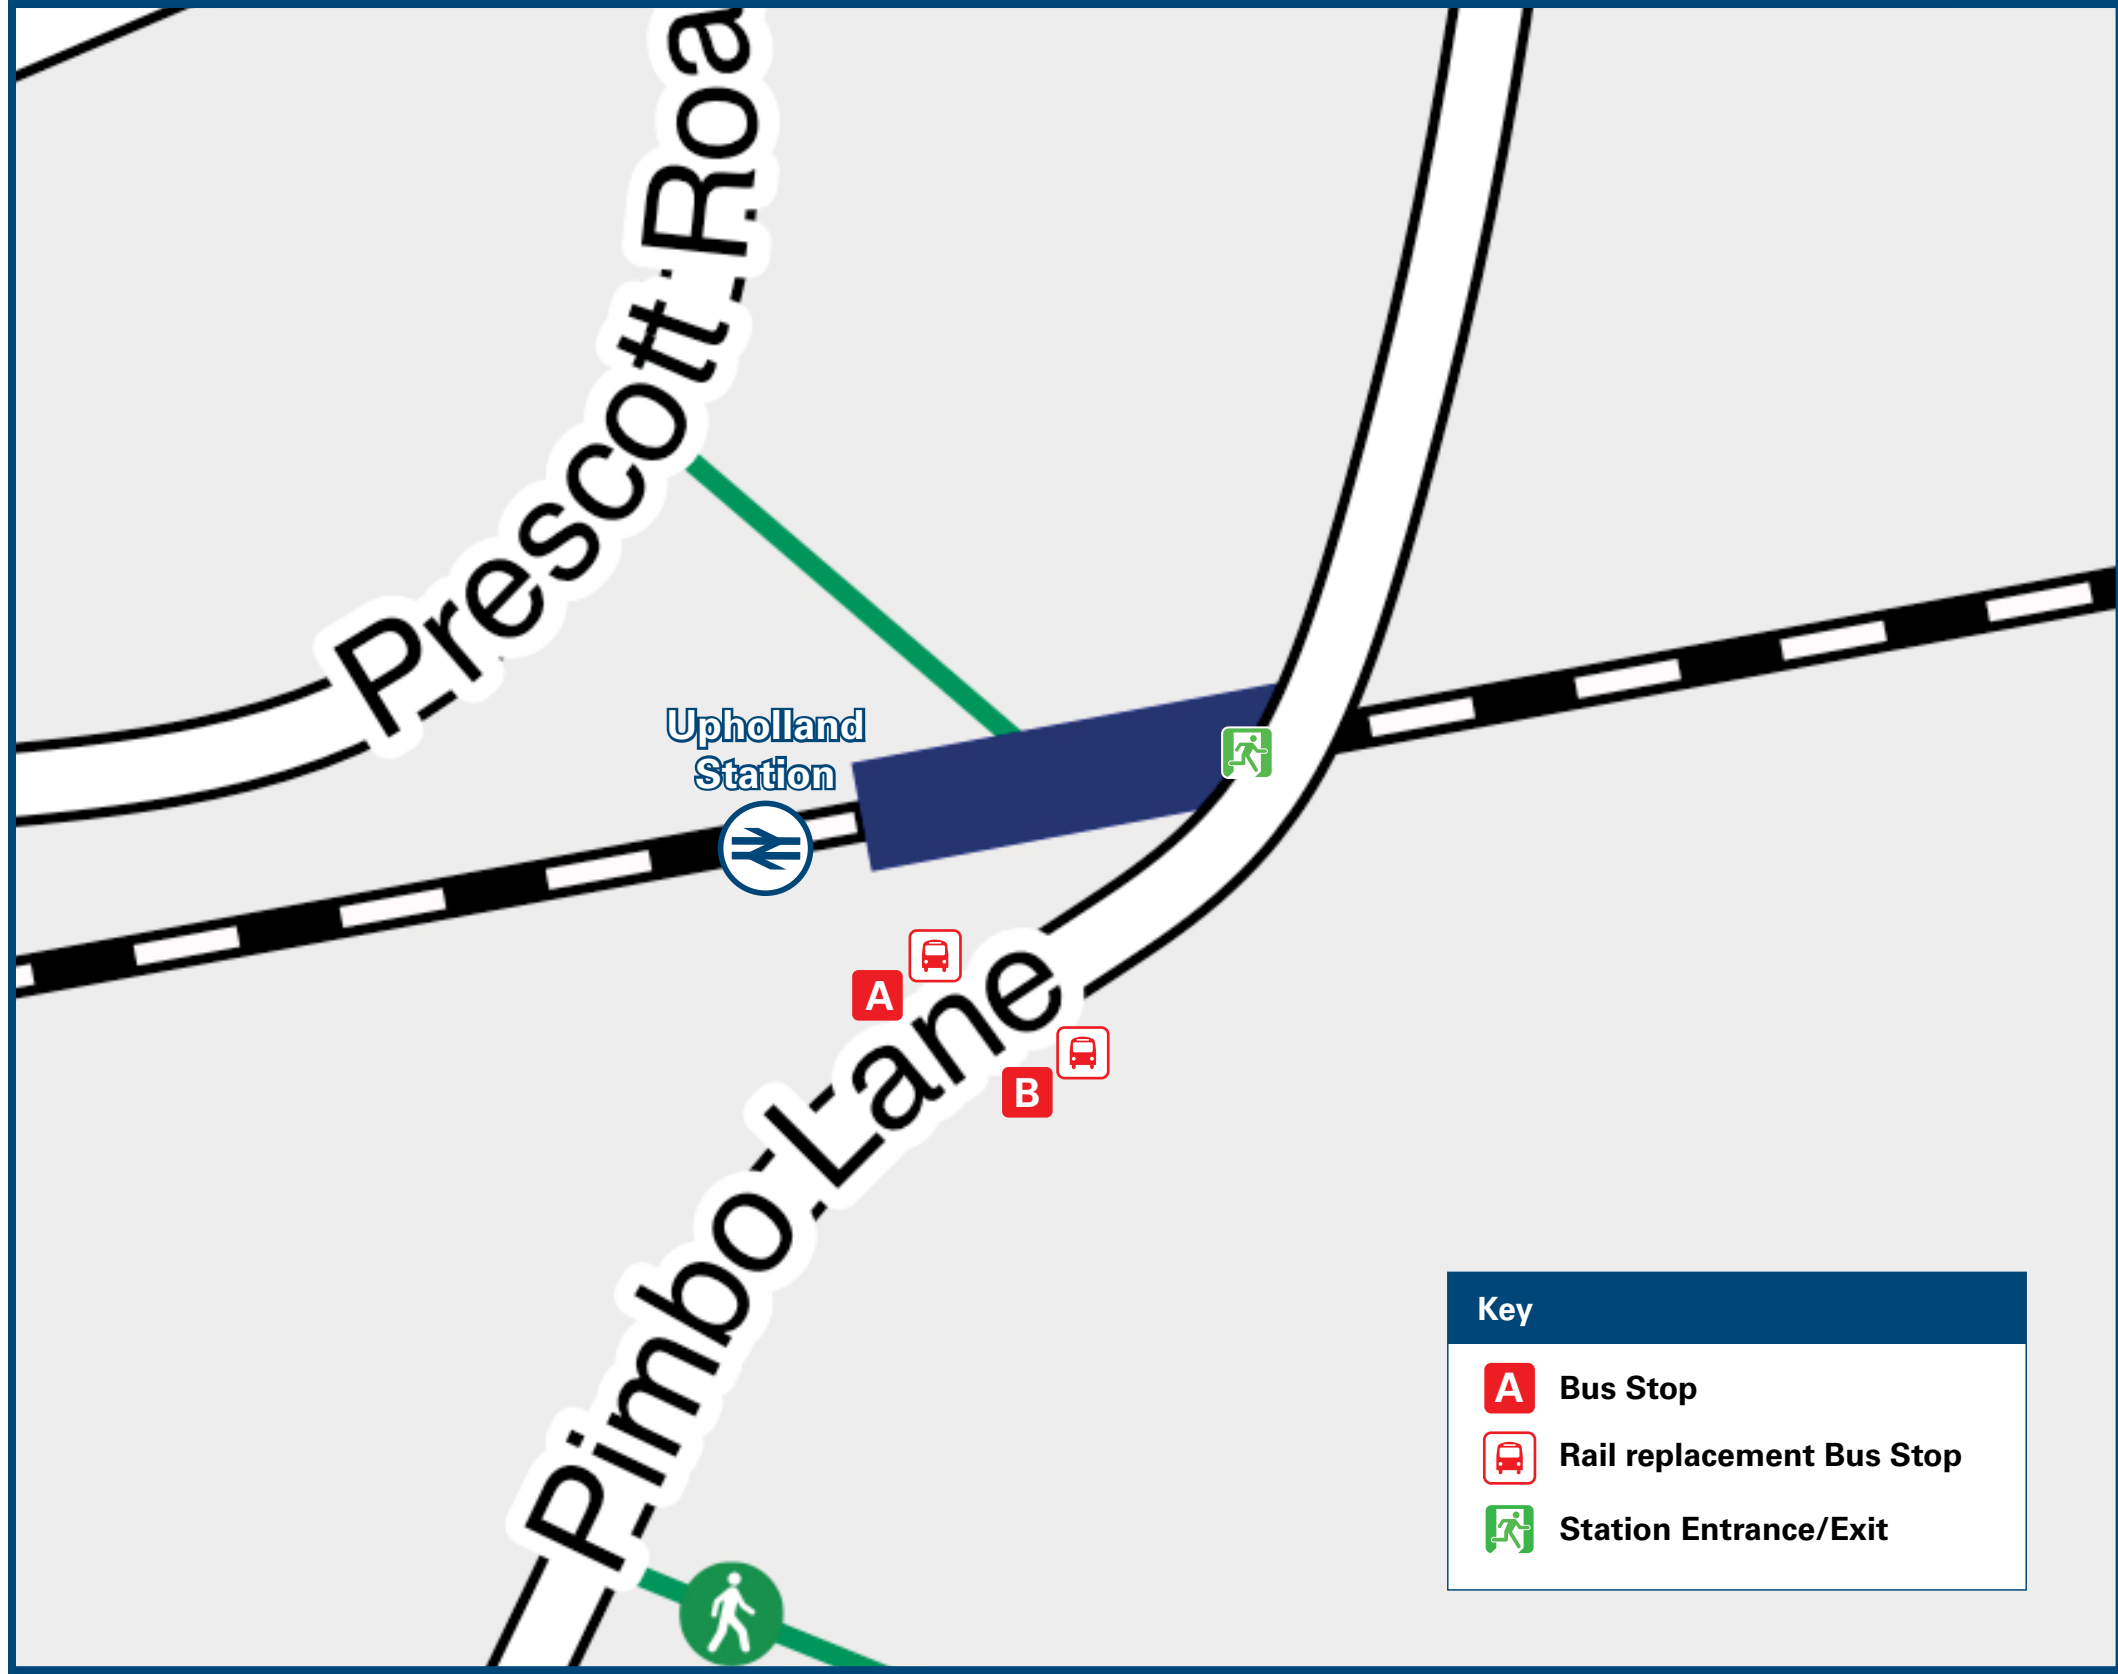 Prescott Roa
Upholland
Station
A
B
Pimbo Lane
Key
A Bus Stop
Rail replacement Bus Stop
Station Entrance/Exit